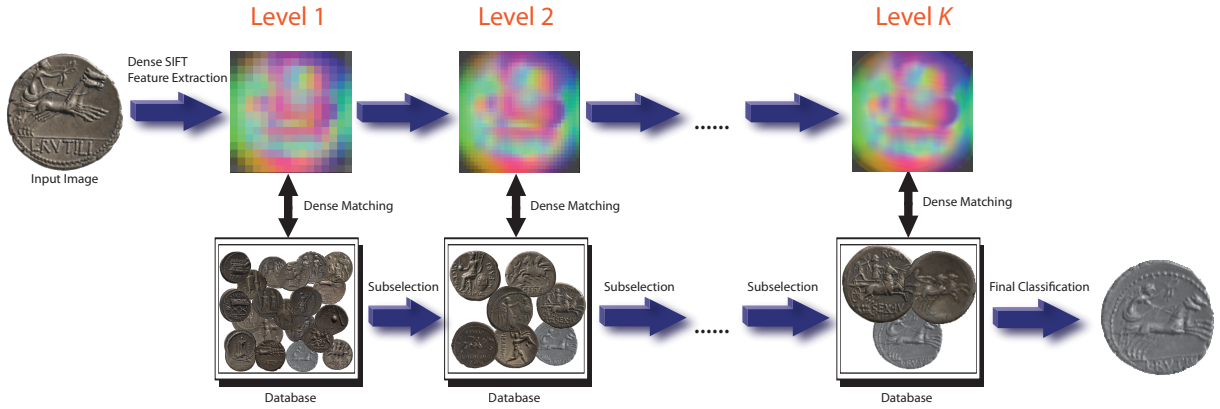 Level 1
Level 2
Level K
Dense SIFT
Feature Extraction
L·RVTILI
Input Image
......
Dense Matching
Dense Matching
Dense Matching
Subselection
Subselection
......
Subselection
Final Classification
Database
Database
Database